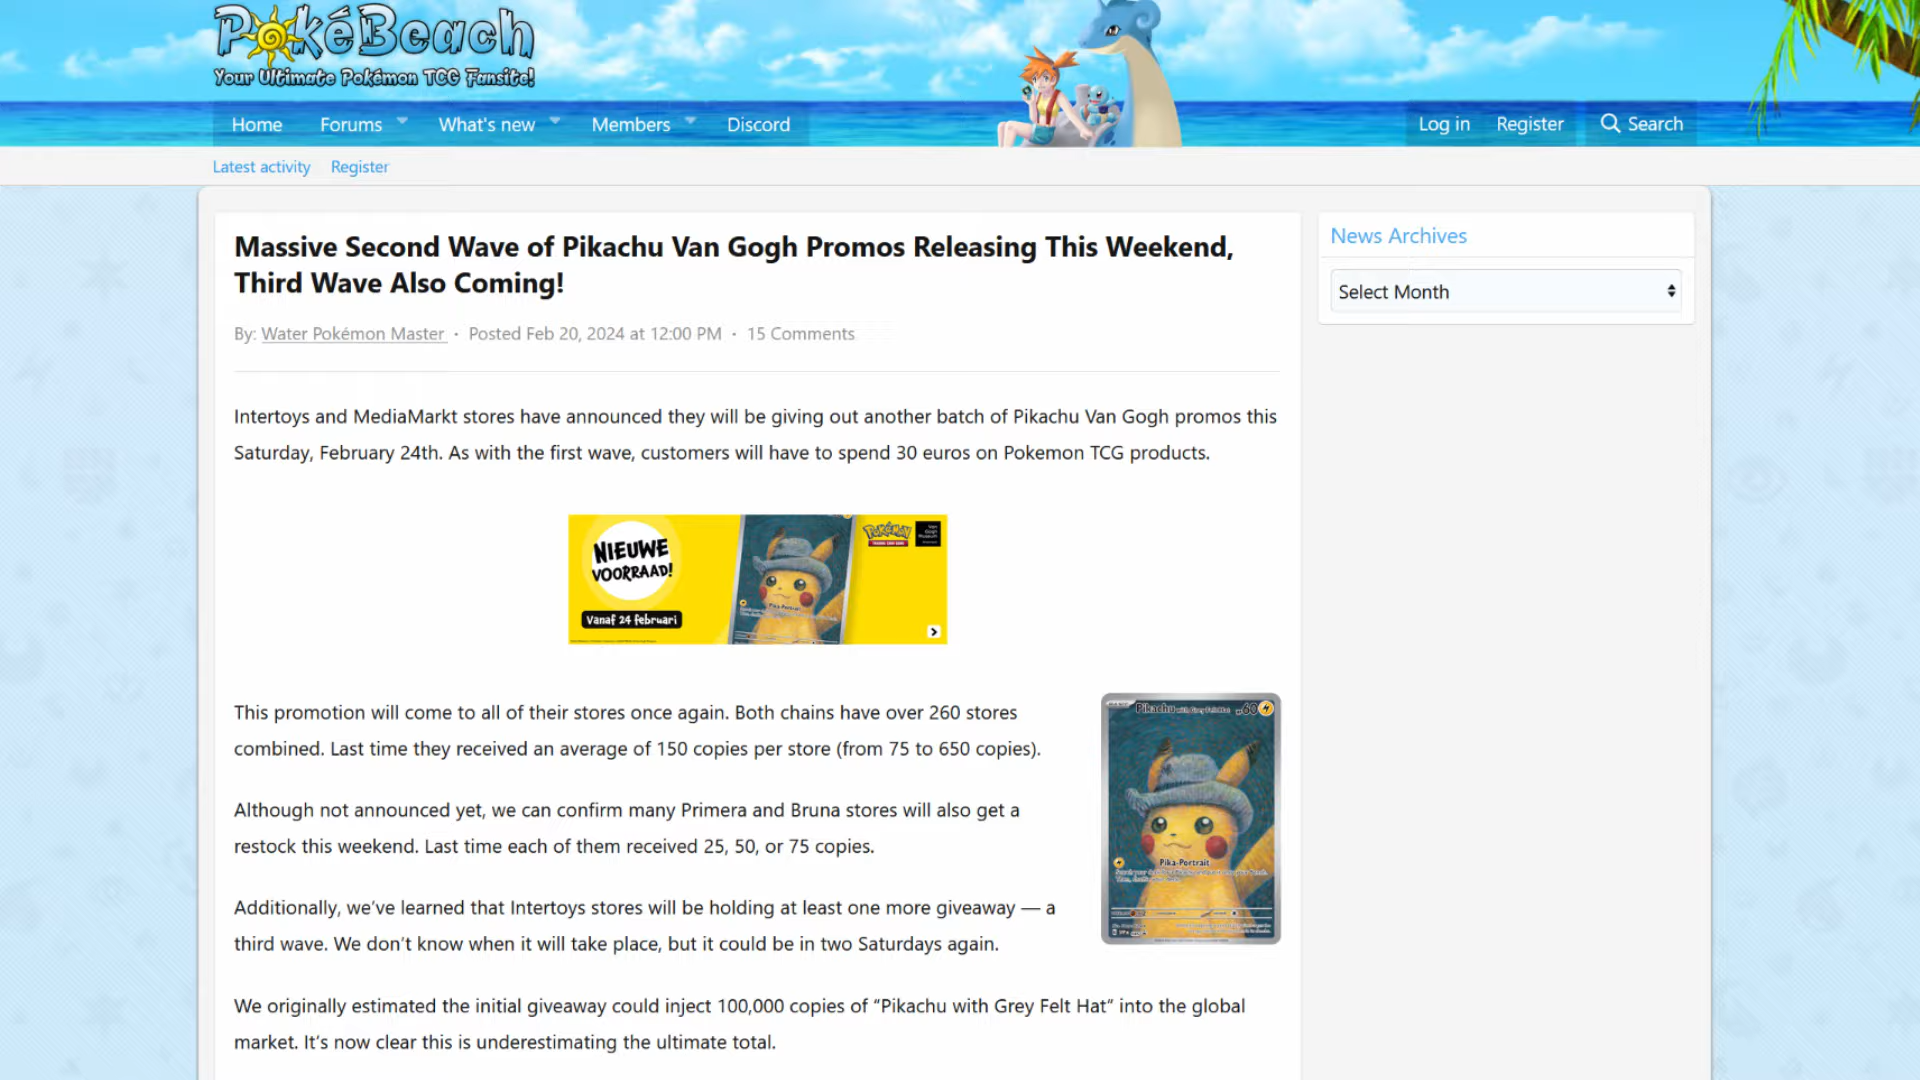 PokéBeach
Your Ultimate Pokémon TCG Fansite!
Home
Forums
What's new
Members
Discord
Log in
Register
Search
Latest activity
Register
Massive Second Wave of Pikachu Van Gogh Promos Releasing This Weekend,
Third Wave Also Coming!
By: Water Pokémon Master · Posted Feb 20, 2024 at 12:00 PM · 15 Comments
News Archives
Select Month
Intertoys and MediaMarkt stores have announced they will be giving out another batch of Pikachu Van Gogh promos this
Saturday, February 24th. As with the first wave, customers will have to spend 30 euros on Pokemon TCG products.
NIEUWE
VOORRAAD!
Vanaf 24 februari
Pika-Portrait
Pokémon
Van
Gogh
Museum
This promotion will come to all of their stores once again. Both chains have over 260 stores
combined. Last time they received an average of 150 copies per store (from 75 to 650 copies).
Although not announced yet, we can confirm many Primera and Bruna stores will also get a
restock this weekend. Last time each of them received 25, 50, or 75 copies.
Additionally, we’ve learned that Intertoys stores will be holding at least one more giveaway — a
third wave. We don’t know when it will take place, but it could be in two Saturdays again.
Pikachu with Grey Felt Hat HP60
Pika-Portrait
We originally estimated the initial giveaway could inject 100,000 copies of “Pikachu with Grey Felt Hat” into the global
market. It’s now clear this is underestimating the ultimate total.